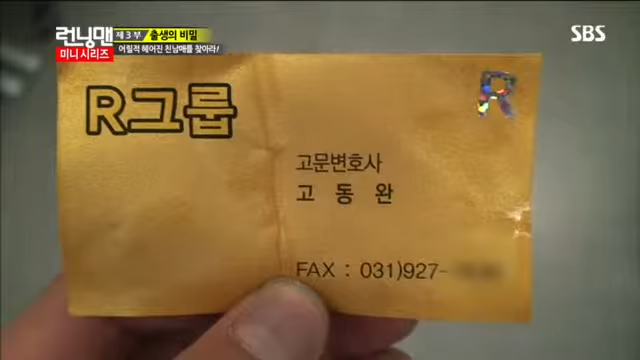 런닝맨
미니 시리즈
제 3 부 출생의 비밀
어릴적 헤어진 친남매를 찾아라!
SBS
R그룹
R
고문변호사
고 동 완
FAX : 031)927-